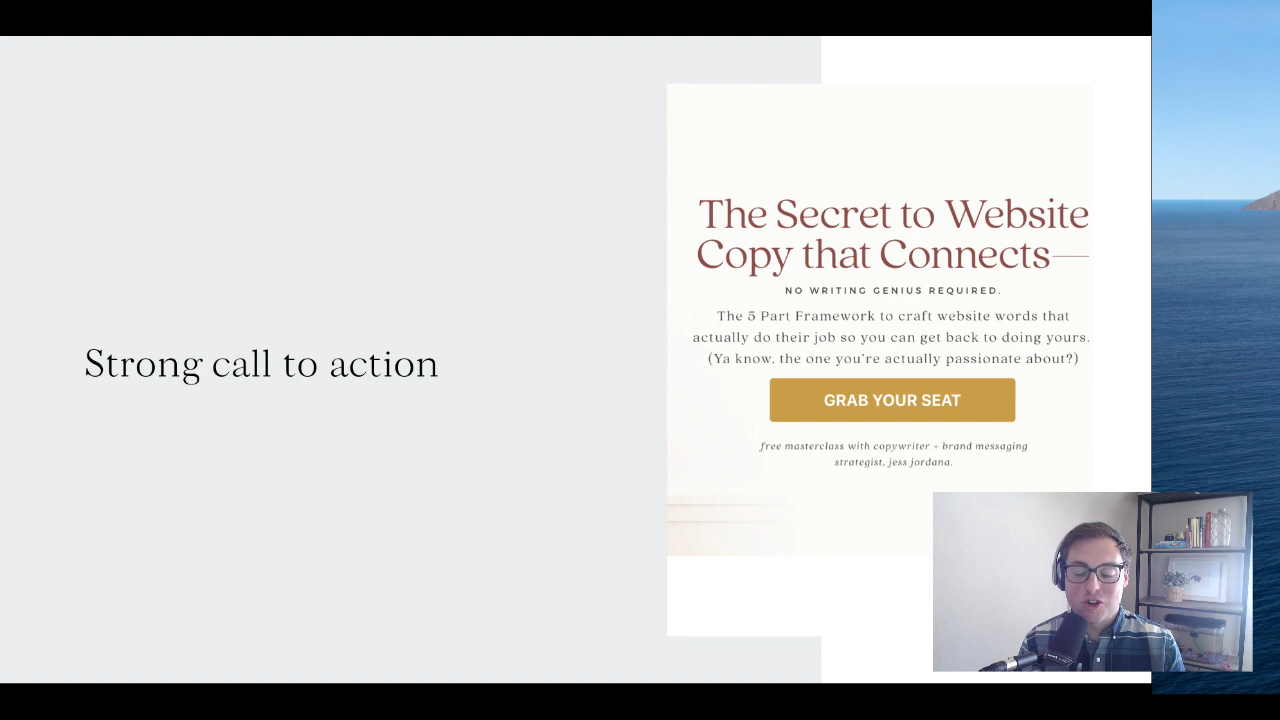 Strong call to action
The Secret to Website
Copy that Connects—
NO WRITING GENIUS REQUIRED.
The 5 Part Framework to craft website words that
actually do their job so you can get back to doing yours.
(Ya know, the one you're actually passionate about?)
GRAB YOUR SEAT
free masterclass with copywriter + brand messaging
strategist, jess jordana.